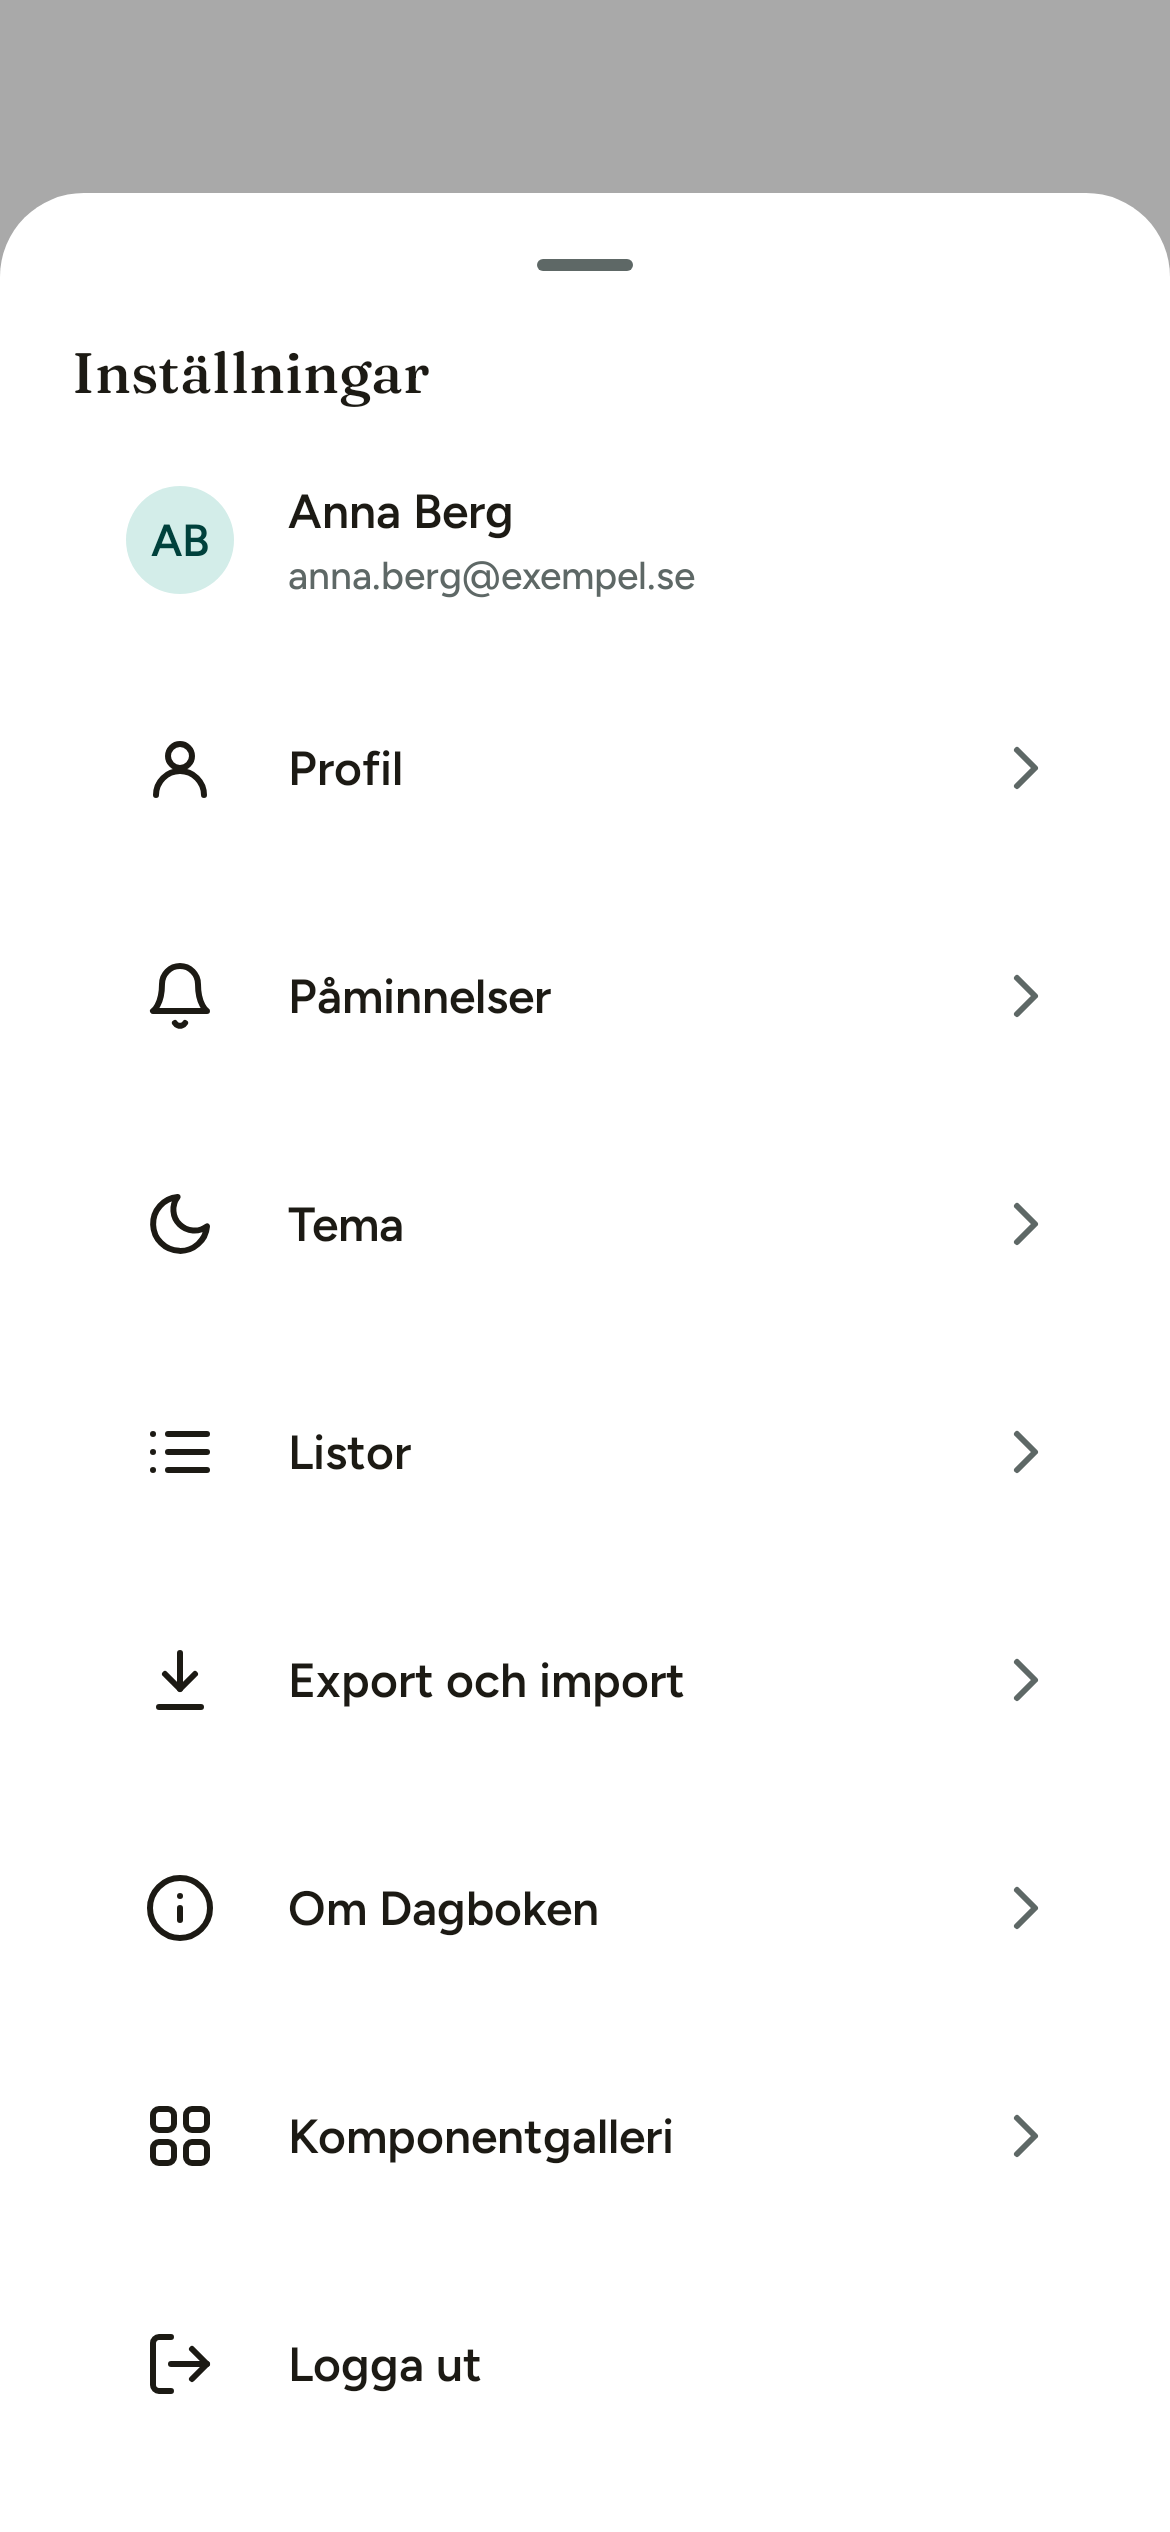 Inställningar
AB
Anna Berg
anna.berg@exempel.se
Profil
Påminnelser
Tema
Listor
Export och import
Om Dagboken
Komponentgalleri
Logga ut